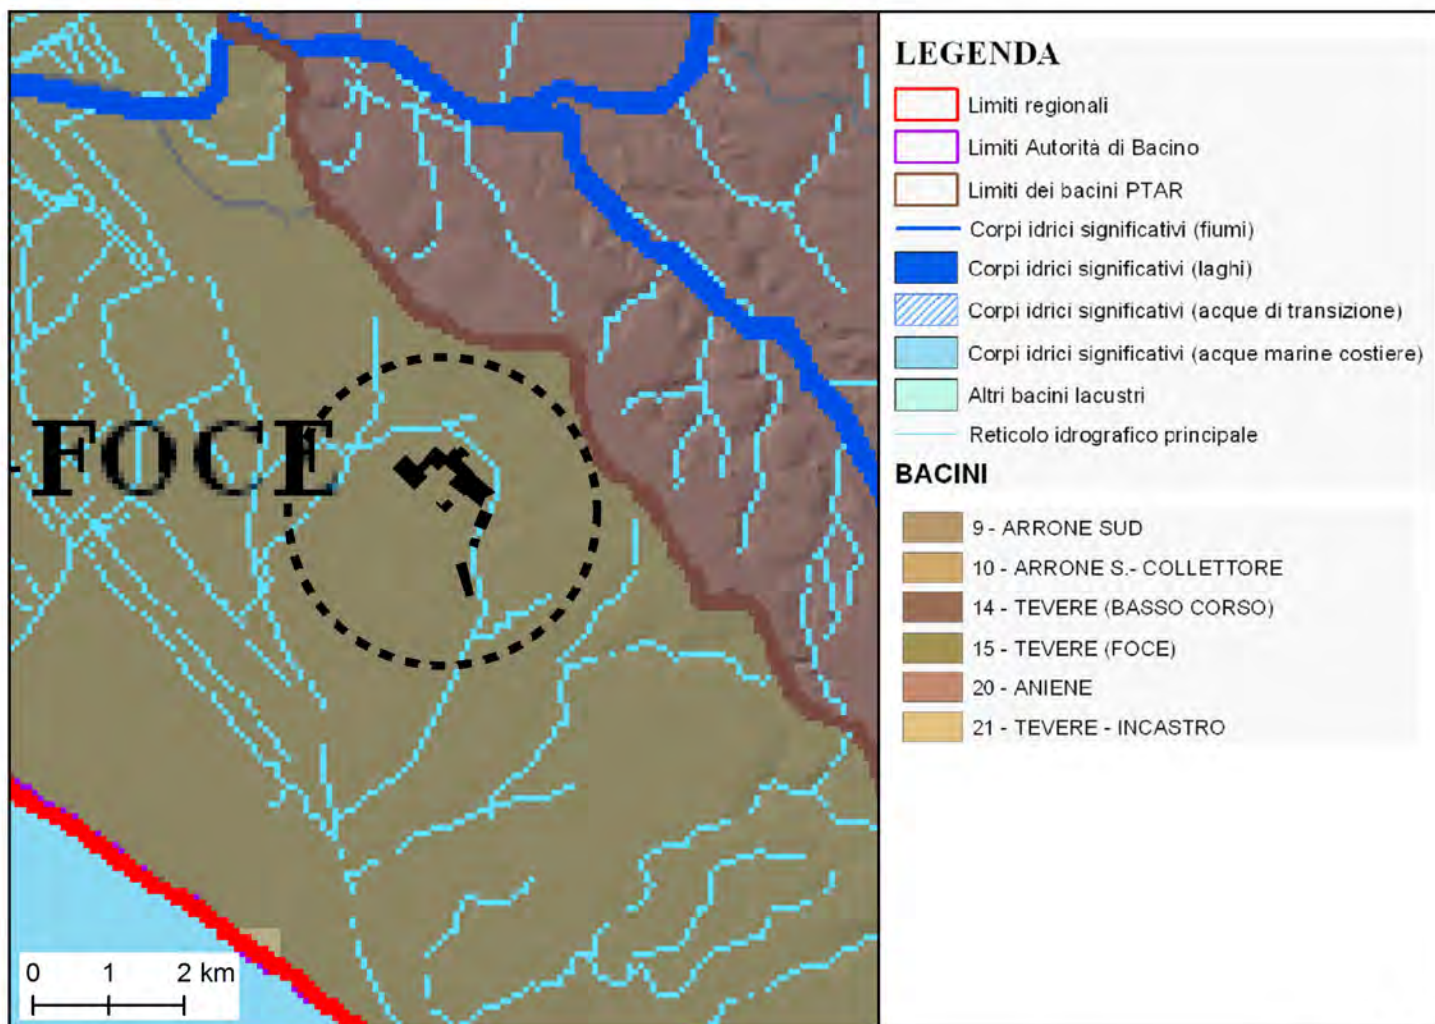 FOCE
0 1 2 km
LEGENDA
Limiti regionali
Limiti Autorità di Bacino
Limiti dei bacini PTAR
Corpi idrici significativi (fiumi)
Corpi idrici significativi (laghi)
Corpi idrici significativi (acque di transizione)
Corpi idrici significativi (acque marine costiere)
Altri bacini lacustri
Reticolo idrografico principale
BACINI
9 - ARRONE SUD
10 - ARRONE S.- COLLETTORE
14 - TEVERE (BASSO CORSO)
15 - TEVERE (FOCE)
20 - ANIENE
21 - TEVERE - INCASTRO